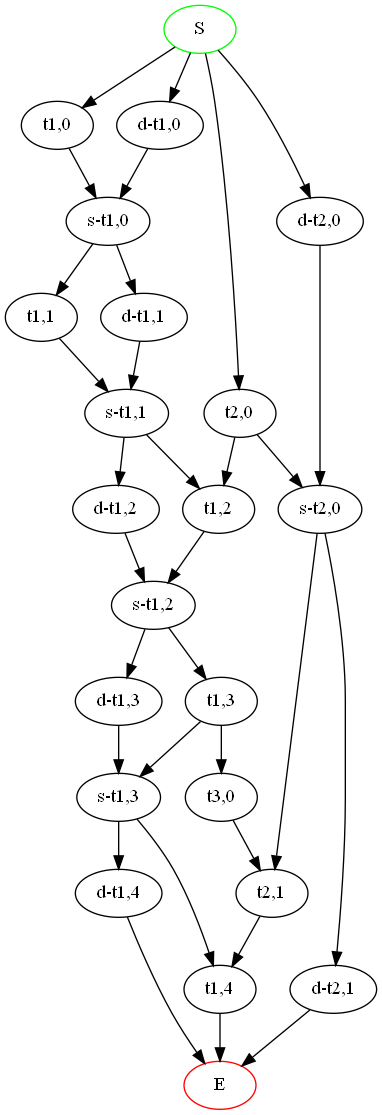 S
t1,0
d-t1,0
s-t1,0
d-t2,0
t1,1
d-t1,1
s-t1,1
t2,0
d-t1,2
t1,2
s-t2,0
s-t1,2
d-t1,3
t1,3
s-t1,3
t3,0
d-t1,4
t2,1
t1,4
d-t2,1
E